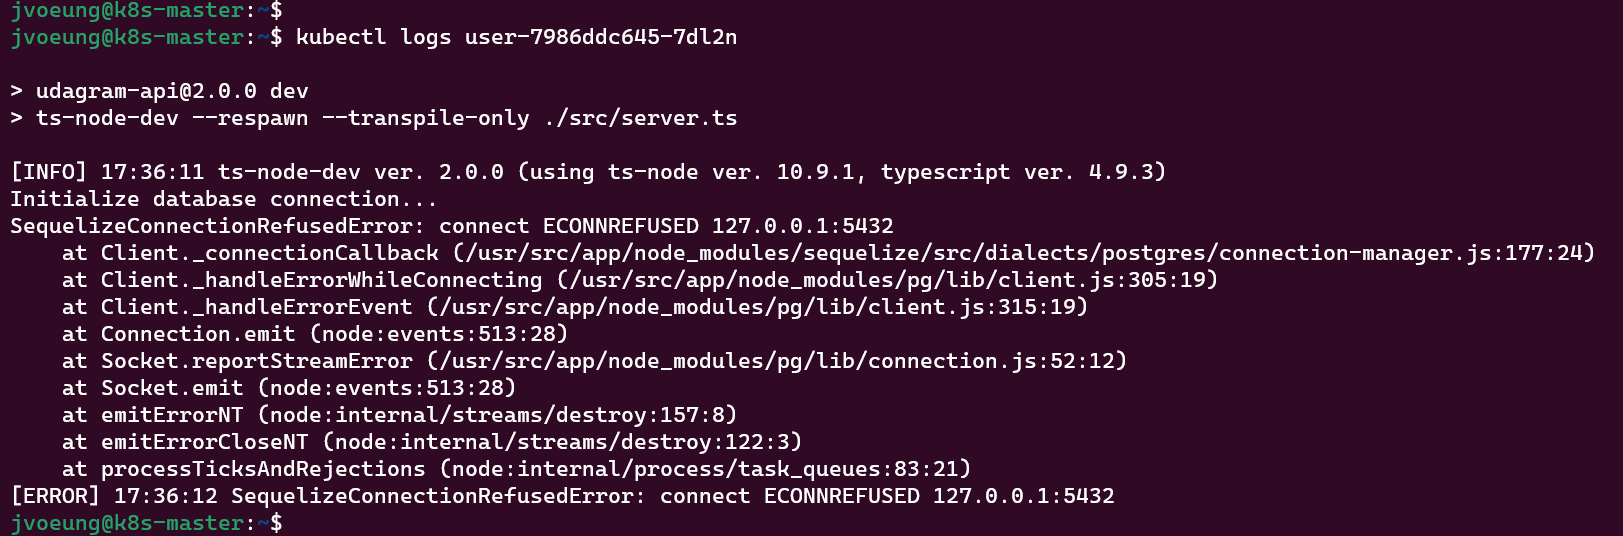 jvoeung@k8s-master:~$
jvoeung@k8s-master:~$ kubectl logs user-7986ddc645-7dl2n

> udagram-api@2.0.0 dev
> ts-node-dev --respawn --transpile-only ./src/server.ts

[INFO] 17:36:11 ts-node-dev ver. 2.0.0 (using ts-node ver. 10.9.1, typescript ver. 4.9.3)
Initialize database connection...
SequelizeConnectionRefusedError: connect ECONNREFUSED 127.0.0.1:5432
    at Client._connectionCallback (/usr/src/app/node_modules/sequelize/src/dialects/postgres/connection-manager.js:177:24)
    at Client._handleErrorWhileConnecting (/usr/src/app/node_modules/pg/lib/client.js:305:19)
    at Client._handleErrorEvent (/usr/src/app/node_modules/pg/lib/client.js:315:19)
    at Connection.emit (node:events:513:28)
    at Socket.reportStreamError (/usr/src/app/node_modules/pg/lib/connection.js:52:12)
    at Socket.emit (node:events:513:28)
    at emitErrorNT (node:internal/streams/destroy:157:8)
    at emitErrorCloseNT (node:internal/streams/destroy:122:3)
    at processTicksAndRejections (node:internal/process/task_queues:83:21)
[ERROR] 17:36:12 SequelizeConnectionRefusedError: connect ECONNREFUSED 127.0.0.1:5432
jvoeung@k8s-master:~$